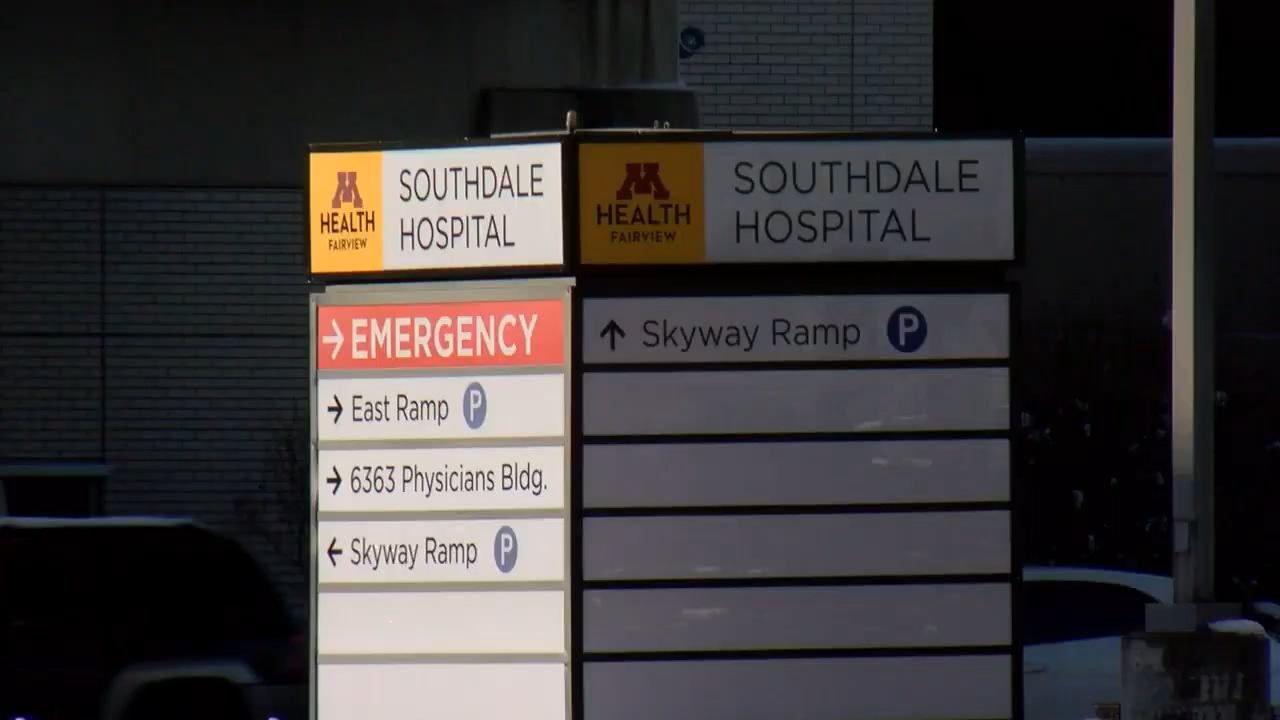 M
HEALTH
FAIRVIEW
SOUTHDALE
HOSPITAL
→ EMERGENCY
→ East Ramp P
→ 6363 Physicians Bldg.
← Skyway Ramp P
M
HEALTH
FAIRVIEW
SOUTHDALE
HOSPITAL
↑ Skyway Ramp P